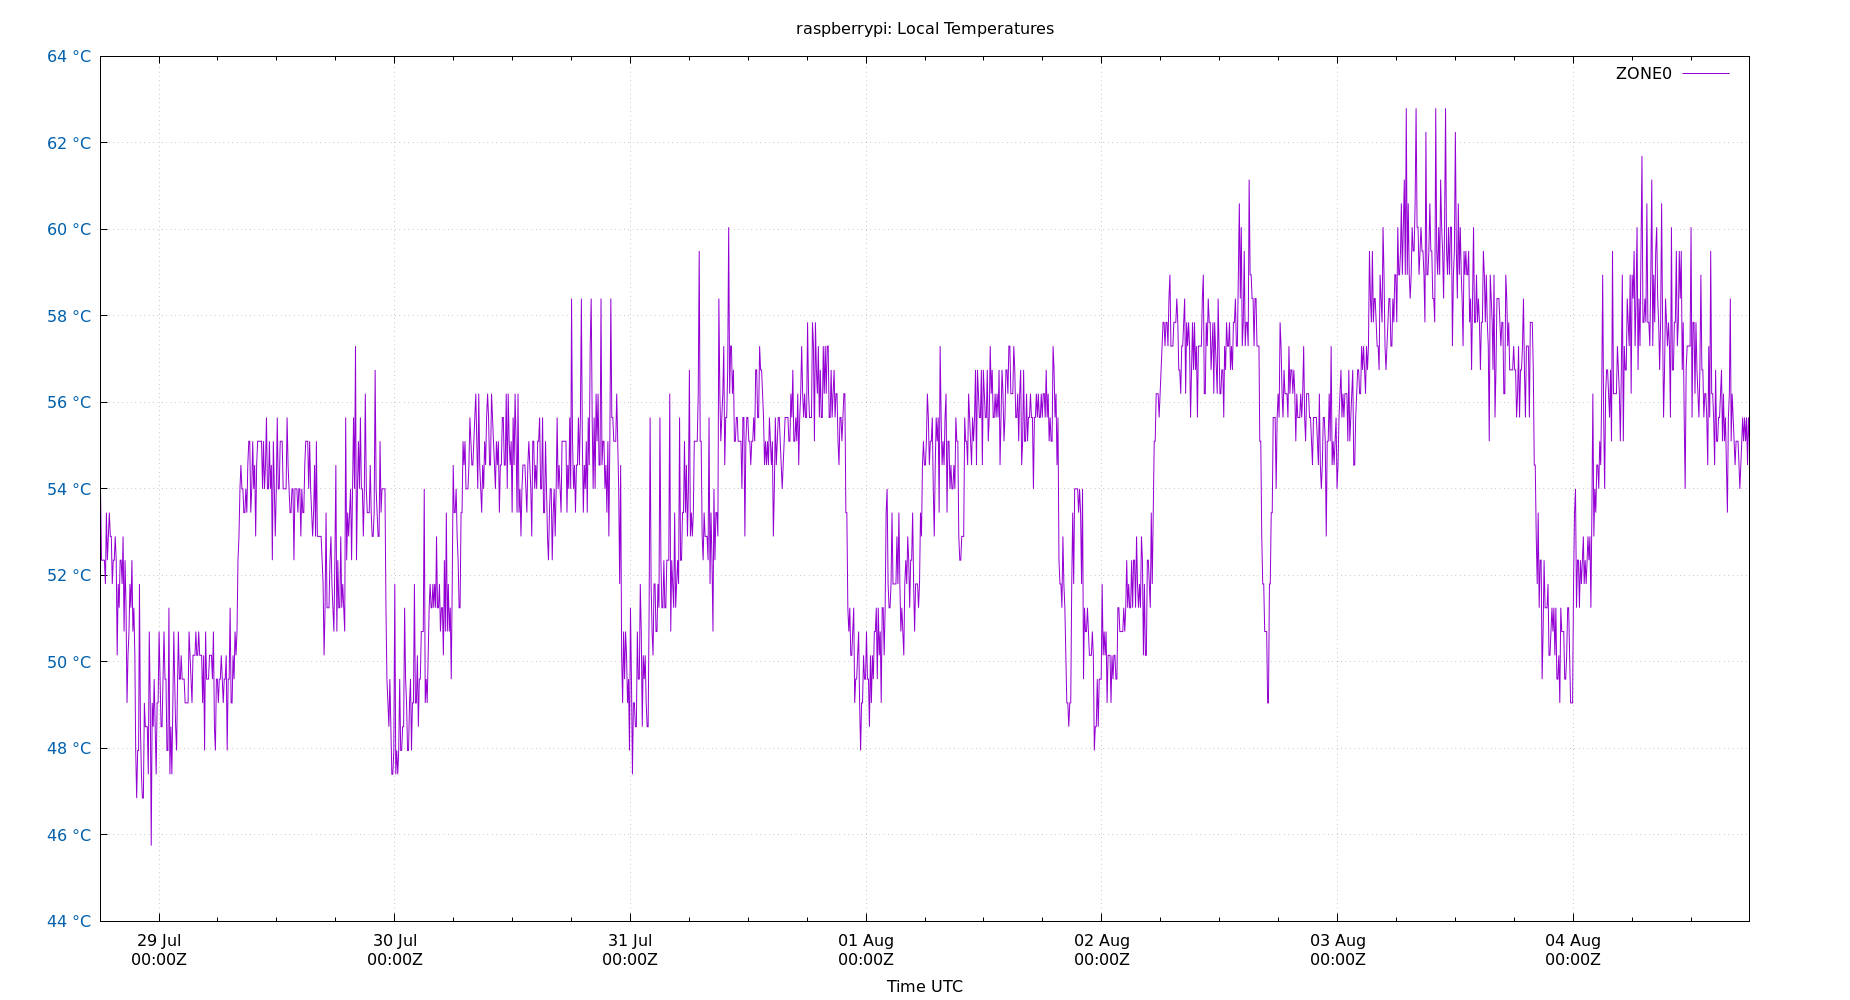 raspberrypi: Local Temperatures
64 °C
ZONE0
62 °C
60 °C
58 °C
56 °C
54 °C
52 °C
50 °C
48 °C
46 °C
44 °C
29 Jul 30 Jul 31 Jul 01 Aug 02 Aug 03 Aug 04 Aug
00:00Z 00:00Z 00:00Z 00:00Z 00:00Z 00:00Z 00:00Z
Time UTC